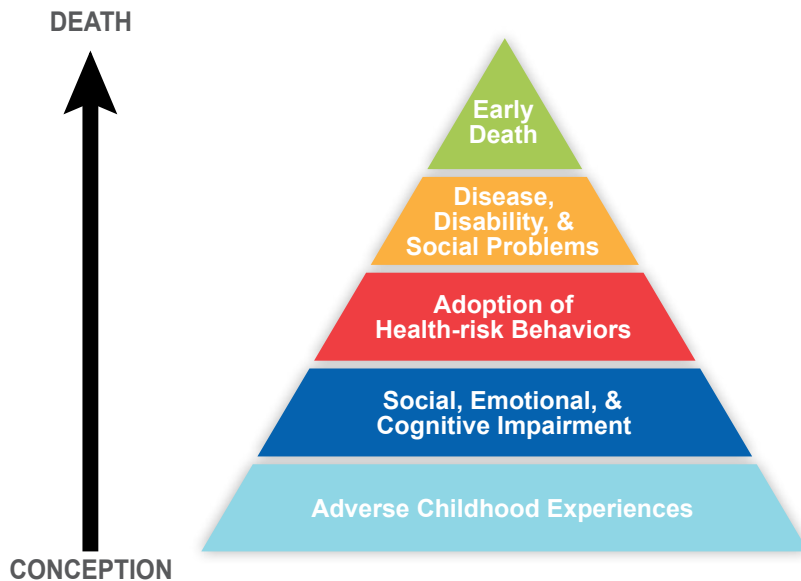 DEATH
Early
Death
Disease,
Disability, &
Social Problems
Adoption of
Health-risk Behaviors
Social, Emotional, &
Cognitive Impairment
Adverse Childhood Experiences
CONCEPTION